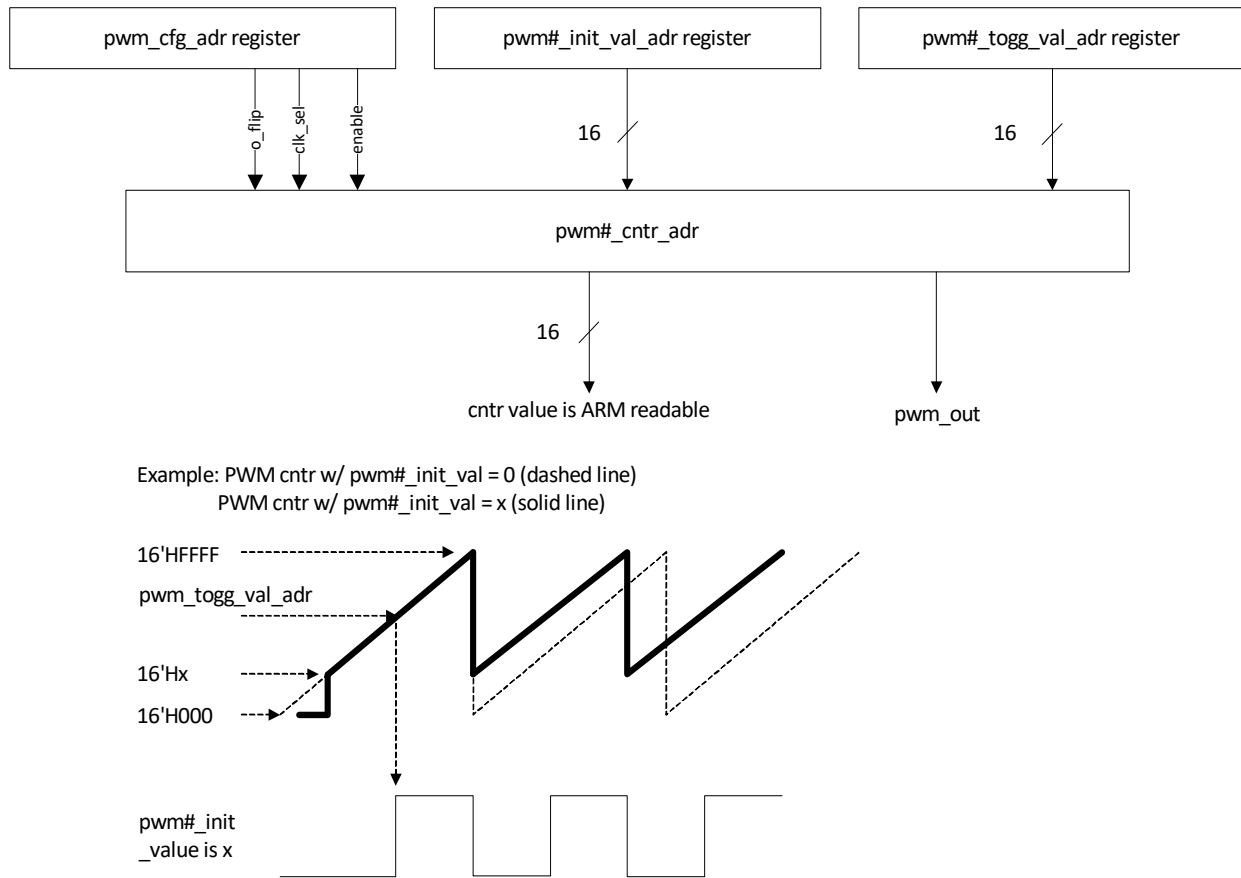 pwm_cfg_adr register
pwm#_init_val_adr register
pwm#_togg_val_adr register
o_flip
clk_sel
enable
16
16
pwm#_cntr_adr
16
cntr value is ARM readable
pwm_out
Example: PWM cntr w/ pwm#_init_val = 0 (dashed line)
PWM cntr w/ pwm#_init_val = x (solid line)
16'HFFFF
pwm_togg_val_adr
16'Hx
16'H000
pwm#_init
_value is x